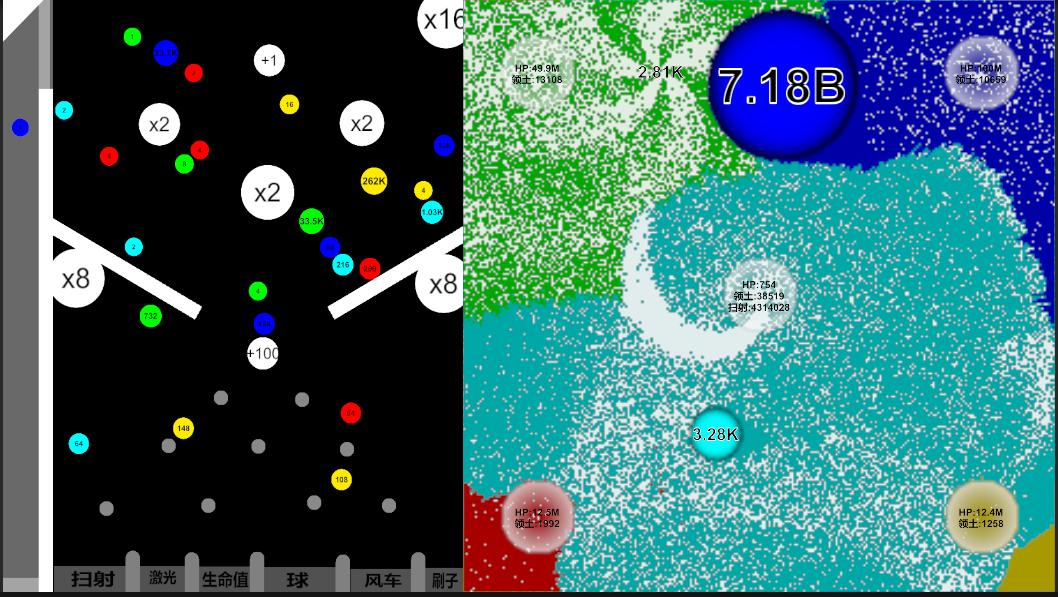 x16
1
+1
2
16
2
x2
x2
4
8
262K
4
1.03K
x2
33.5K
2
216
208
x8
x8
4
732
+100
64
148
84
108
扫射
激光
生命值
球
风车
刷子
HP:49.9M
领土:13108
2.81K
7.18B
HP:100M
领土:10659
HP:754
领土:38519
扫射:4314028
3.28K
HP:12.5M
领土:1992
HP:12.4M
领土:1258